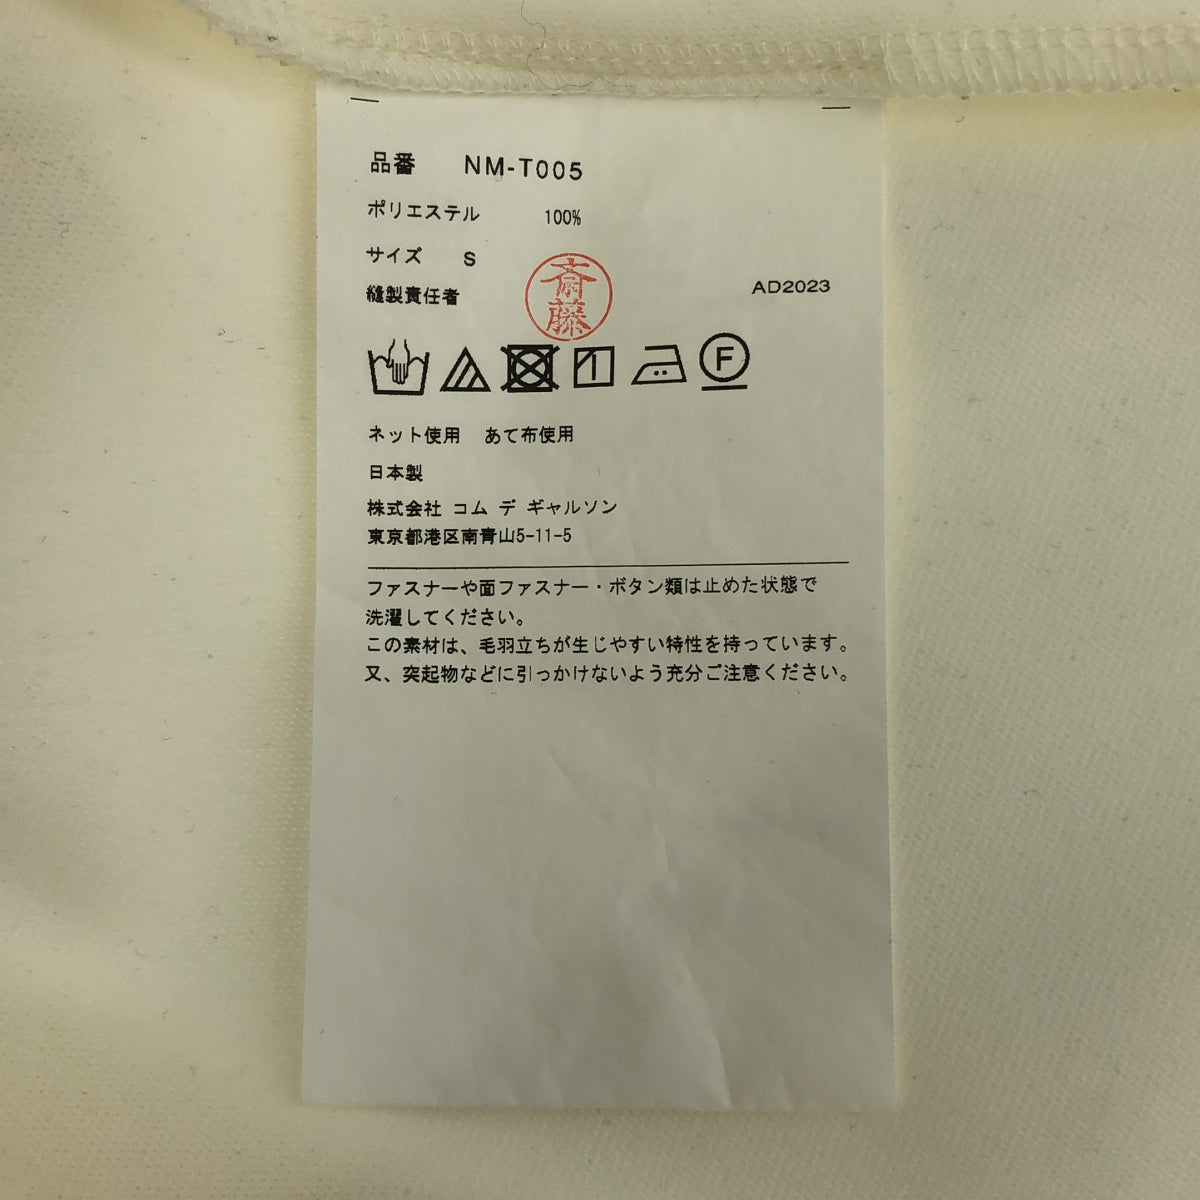 品番 NM-T005
ポリエステル 100%
サイズ S
縫製責任者 斎藤 AD2023
F
ネット使用 あて布使用
日本製
株式会社 コム デ ギャルソン
東京都港区南青山5-11-5
ファスナーや面ファスナー・ボタン類は止めた状態で
洗濯してください。
この素材は、毛羽立ちが生じやすい特性を持っています。
又、突起物などに引っかけないよう充分ご注意ください。